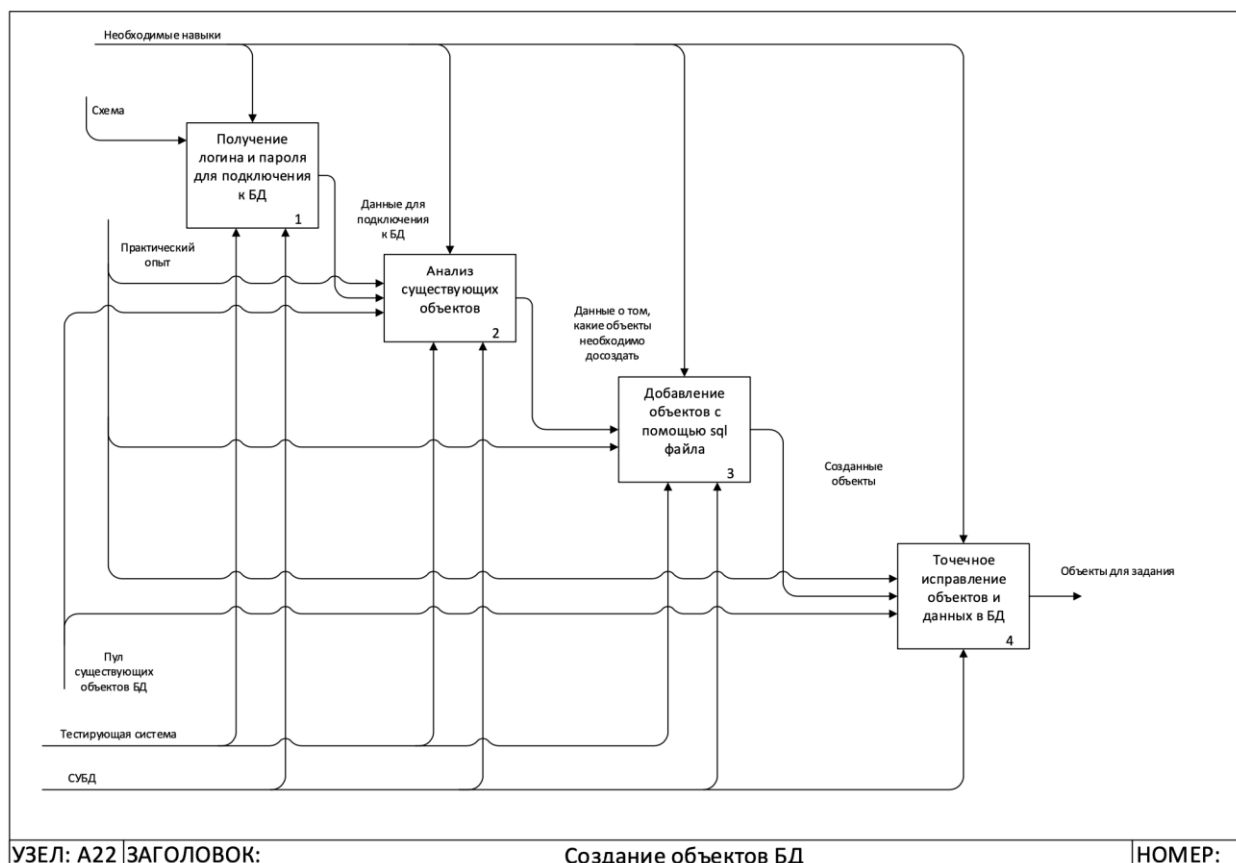 Необходимые навыки
Схема
Получение
логина и пароля
для подключения
к БД
1
Данные для
подключения
к БД
Практический
опыт
Анализ
существующих
объектов
2
Данные о том,
какие объекты
необходимо
досоздать
Добавление
объектов с
помощью sql
файла
3
Созданные
объекты
Точечное
исправление
объектов и
данных в БД
4
Объекты для задания
Пул
существующих
объектов БД
Тестирующая система
СУБД
УЗЕЛ: A22 ЗАГОЛОВОК: Создание объектов БД НОМЕР: